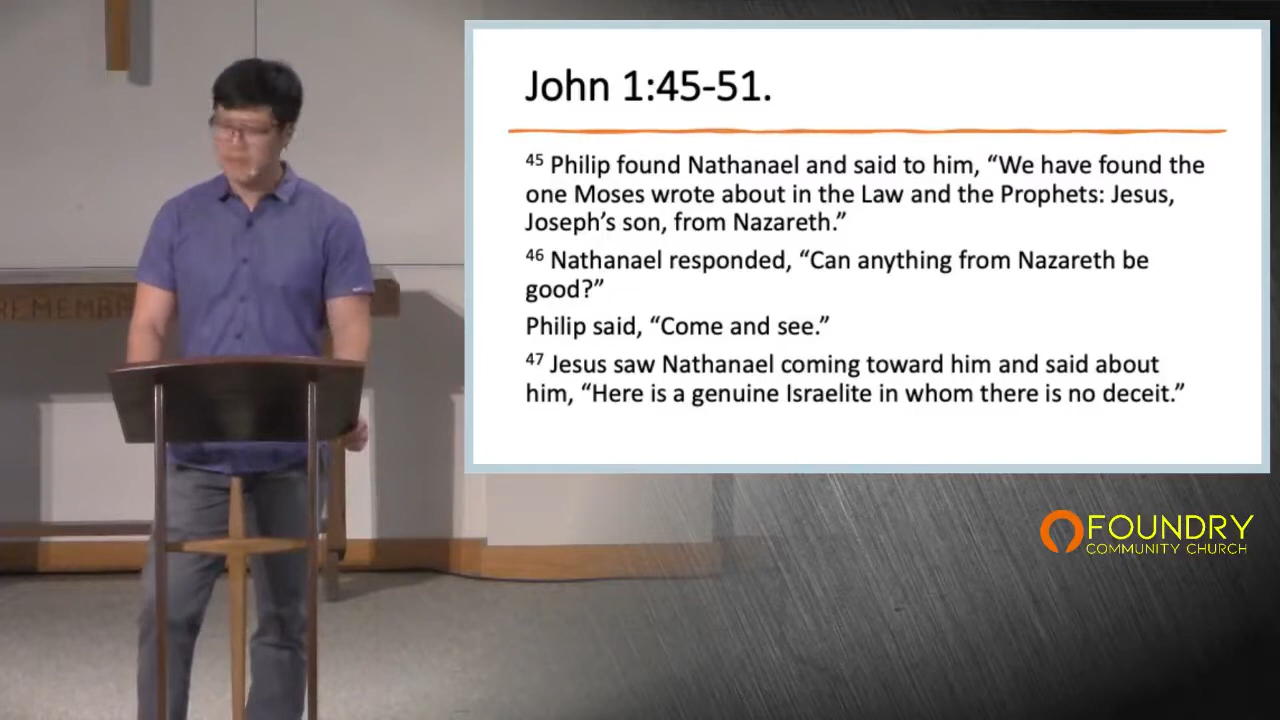 John 1:45-51.
45 Philip found Nathanael and said to him, “We have found the
one Moses wrote about in the Law and the Prophets: Jesus,
Joseph’s son, from Nazareth.”
46 Nathanael responded, “Can anything from Nazareth be
good?”
Philip said, “Come and see.”
47 Jesus saw Nathanael coming toward him and said about
him, “Here is a genuine Israelite in whom there is no deceit.”
REMEMB
FOUNDRY
COMMUNITY CHURCH